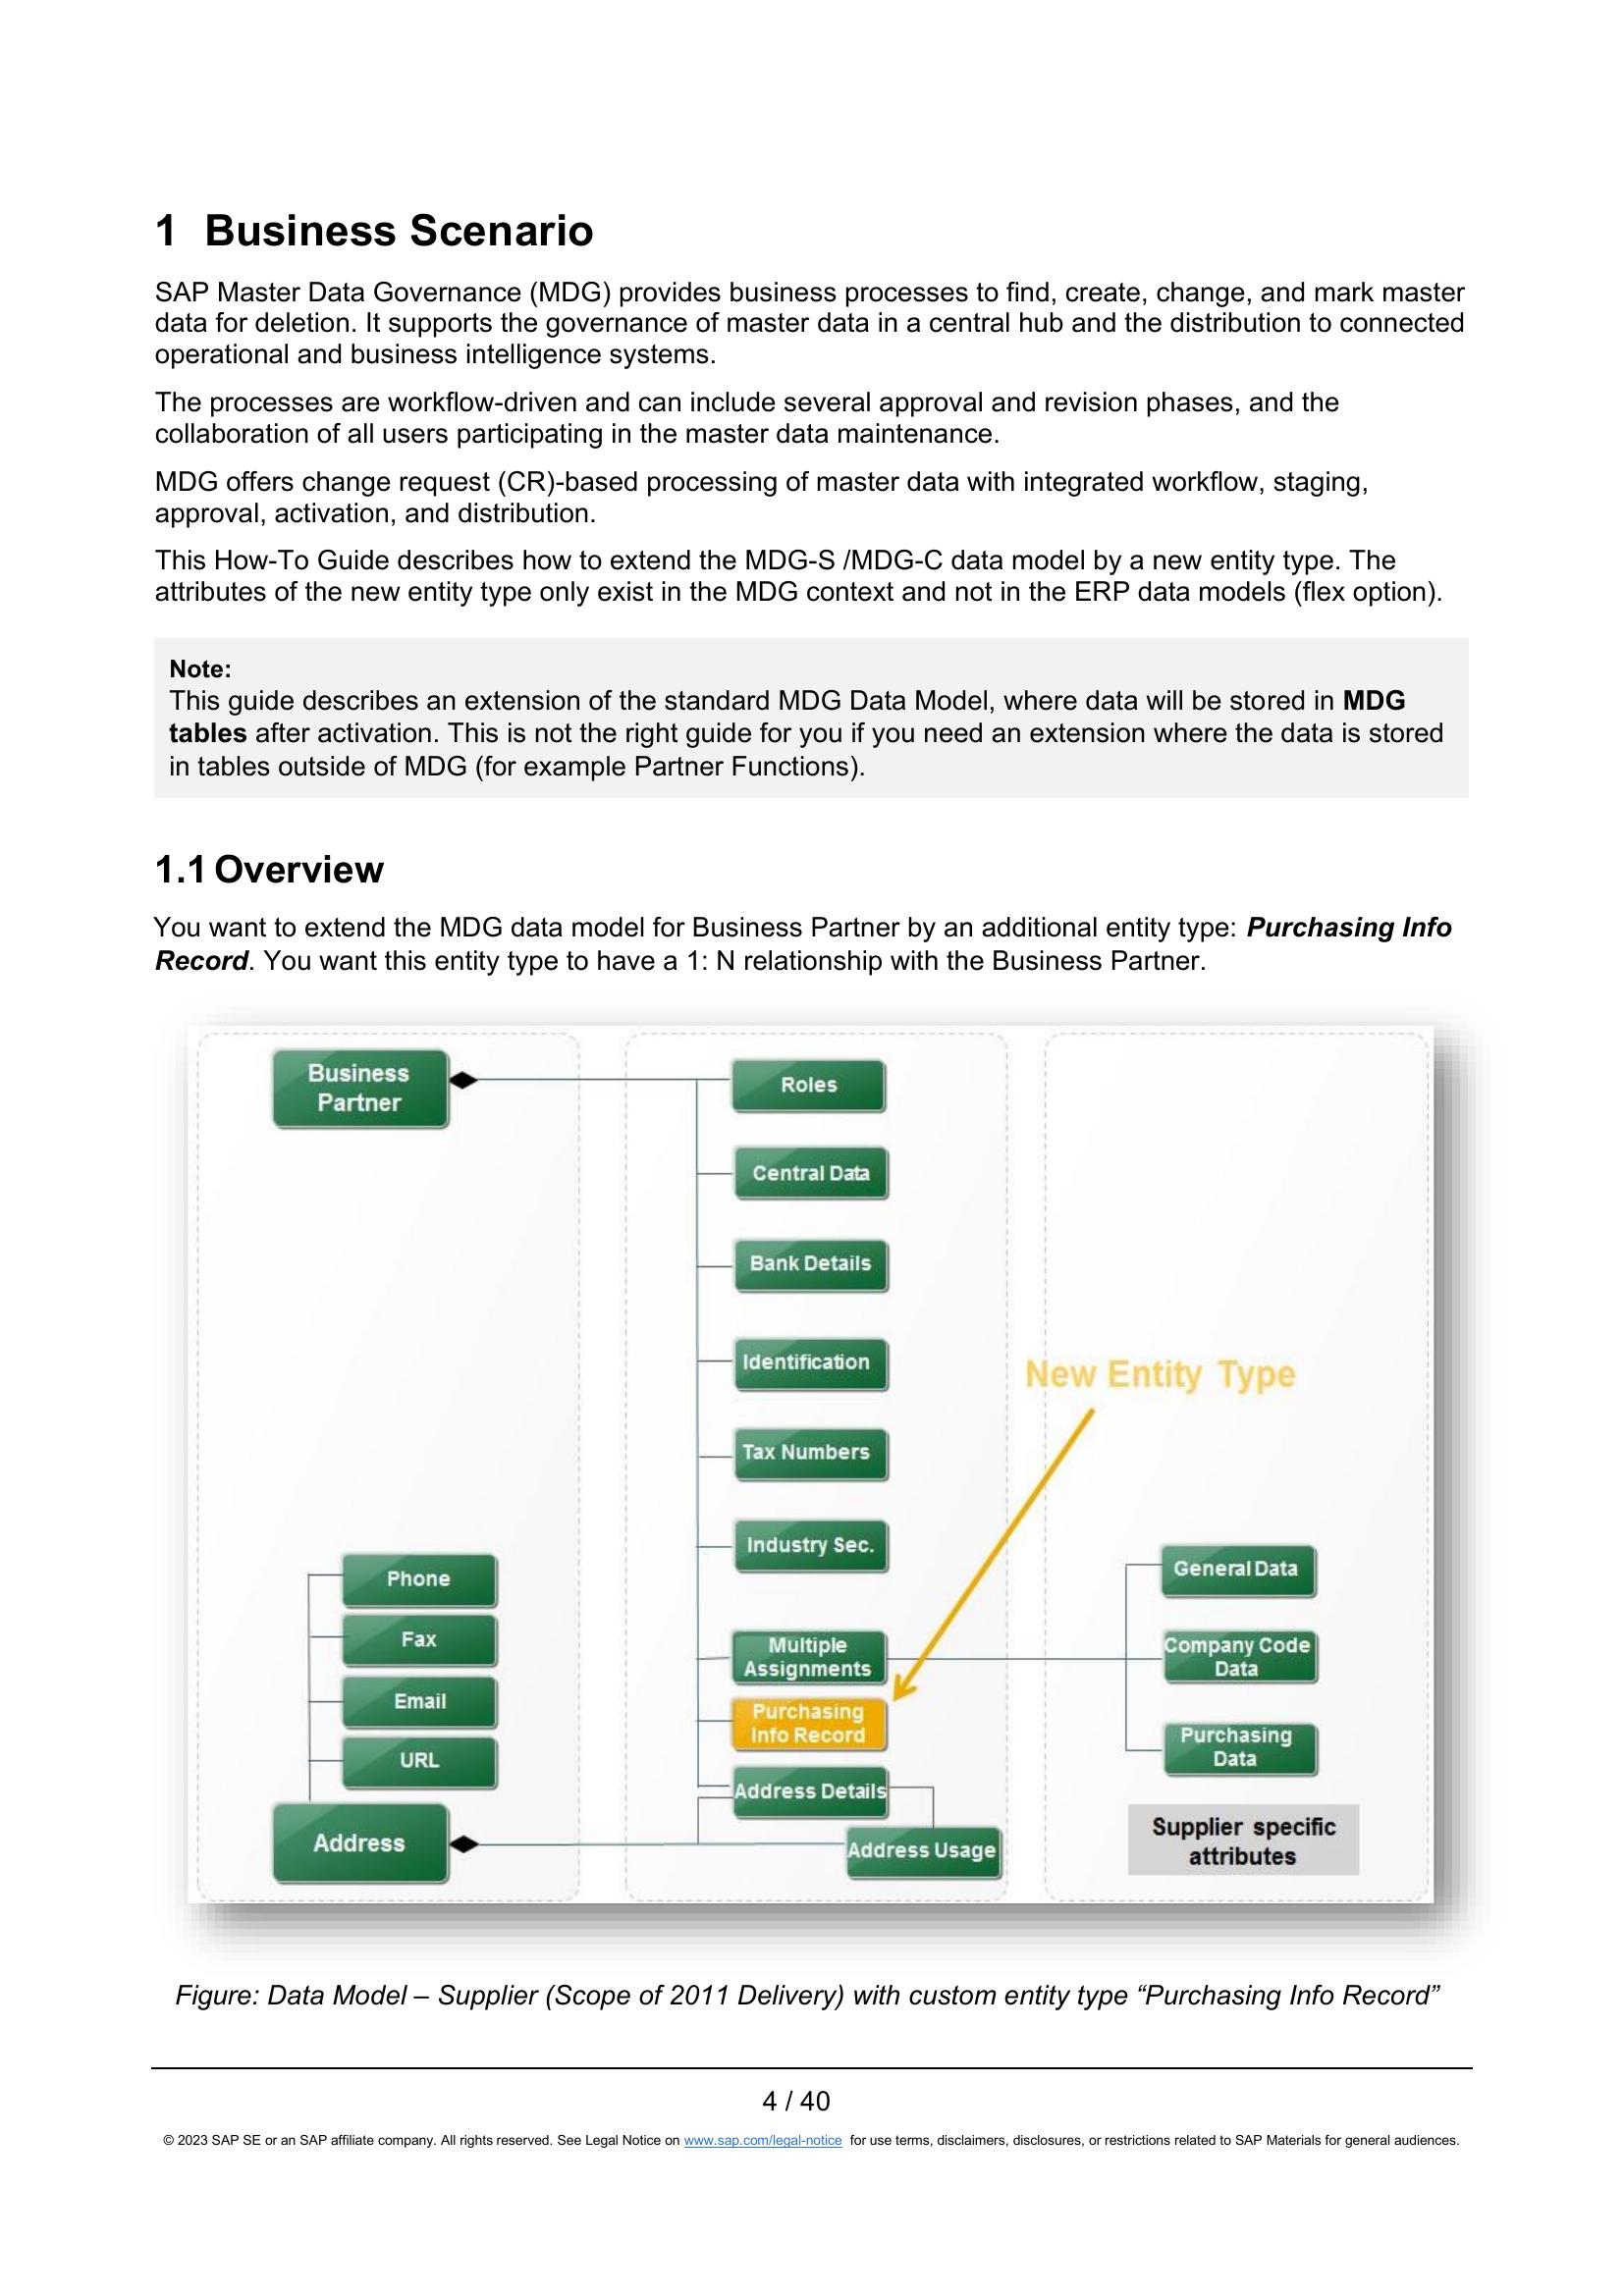 1 Business Scenario
SAP Master Data Governance (MDG) provides business processes to find, create, change, and mark master
data for deletion. It supports the governance of master data in a central hub and the distribution to connected
operational and business intelligence systems.
The processes are workflow-driven and can include several approval and revision phases, and the
collaboration of all users participating in the master data maintenance.
MDG offers change request (CR)-based processing of master data with integrated workflow, staging,
approval, activation, and distribution.
This How-To Guide describes how to extend the MDG-S /MDG-C data model by a new entity type. The
attributes of the new entity type only exist in the MDG context and not in the ERP data models (flex option).
Note:
This guide describes an extension of the standard MDG Data Model, where data will be stored in MDG
tables after activation. This is not the right guide for you if you need an extension where the data is stored
in tables outside of MDG (for example Partner Functions).
1.1 Overview
You want to extend the MDG data model for Business Partner by an additional entity type: Purchasing Info
Record. You want this entity type to have a 1: N relationship with the Business Partner.
Business
Partner
Phone
Fax
Email
URL
Address
Roles
Central Data
Bank Details
Identification
Tax Numbers
Industry Sec.
Multiple
Assignments
Purchasing
Info Record
Address Details
Address Usage
New Entity Type
General Data
Company Code
Data
Purchasing
Data
Supplier specific
attributes
Figure: Data Model – Supplier (Scope of 2011 Delivery) with custom entity type “Purchasing Info Record”
4 / 40
© 2023 SAP SE or an SAP affiliate company. All rights reserved. See Legal Notice on www.sap.com/legal-notice for use terms, disclaimers, disclosures, or restrictions related to SAP Materials for general audiences.